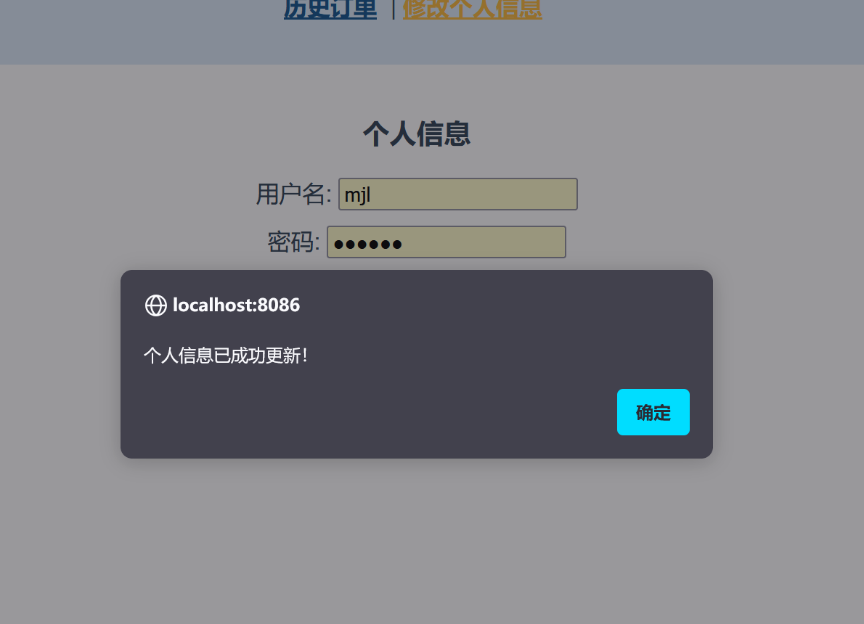 历史订单 | 修改个人信息
个人信息
用户名: mjl
密码: ●●●●●●
localhost:8086
个人信息已成功更新!
确定